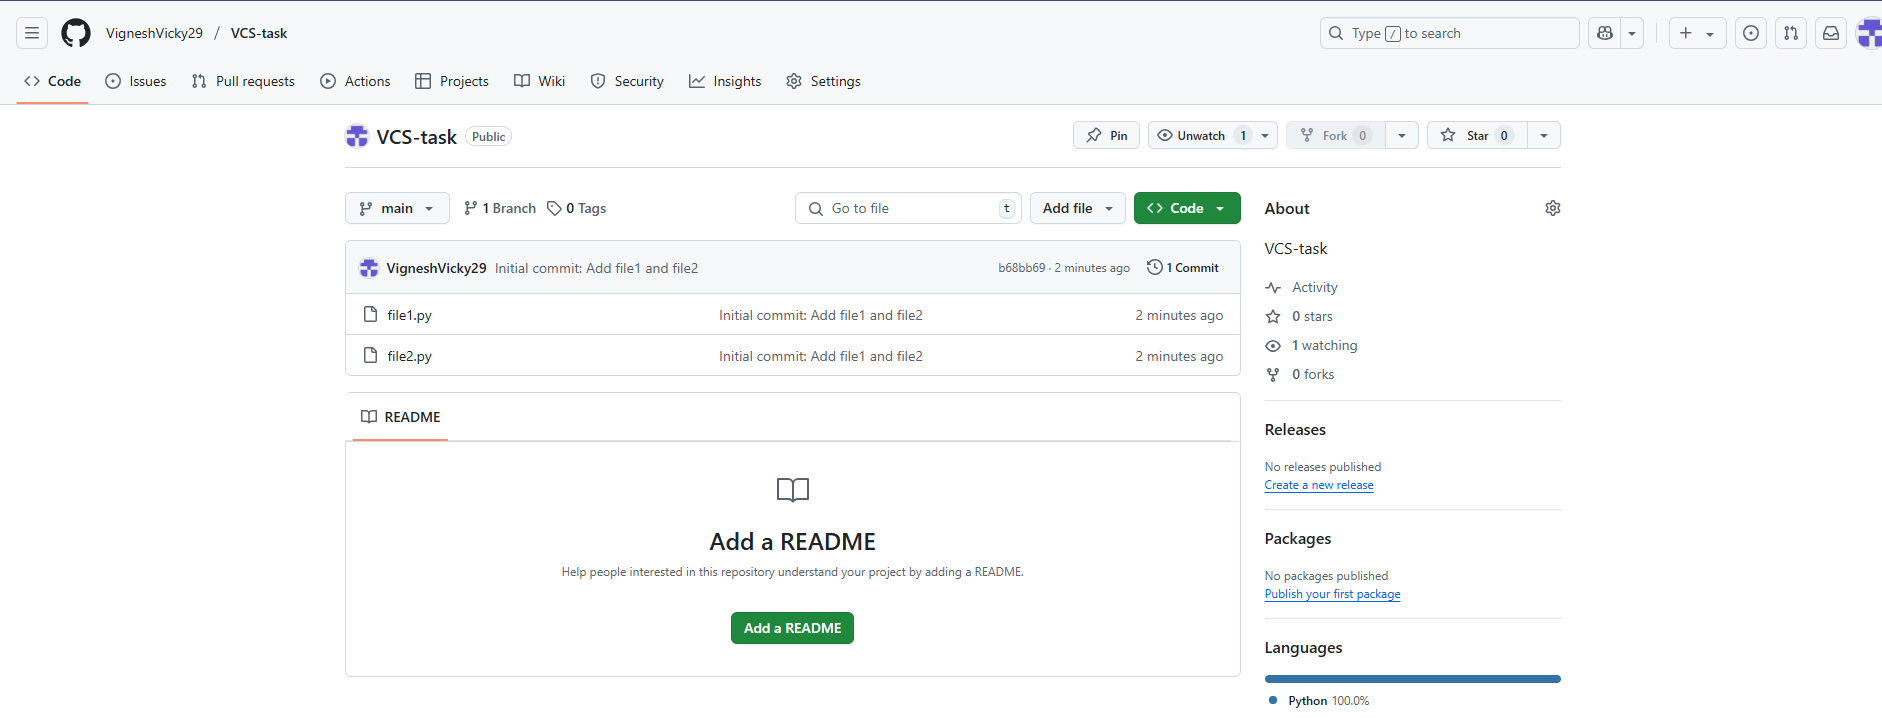 VigneshVicky29 / VCS-task
Type / to search
Code Issues Pull requests Actions Projects Wiki Security Insights Settings
VCS-task Public
Pin Unwatch 1 Fork 0 Star 0
main 1 Branch 0 Tags Go to file t Add file Code
VigneshVicky29 Initial commit: Add file1 and file2 b68bb69 · 2 minutes ago 1 Commit
file1.py Initial commit: Add file1 and file2 2 minutes ago
file2.py Initial commit: Add file1 and file2 2 minutes ago
README
Add a README
Help people interested in this repository understand your project by adding a README.
Add a README
About
VCS-task
Activity
0 stars
1 watching
0 forks
Releases
No releases published
Create a new release
Packages
No packages published
Publish your first package
Languages
Python 100.0%